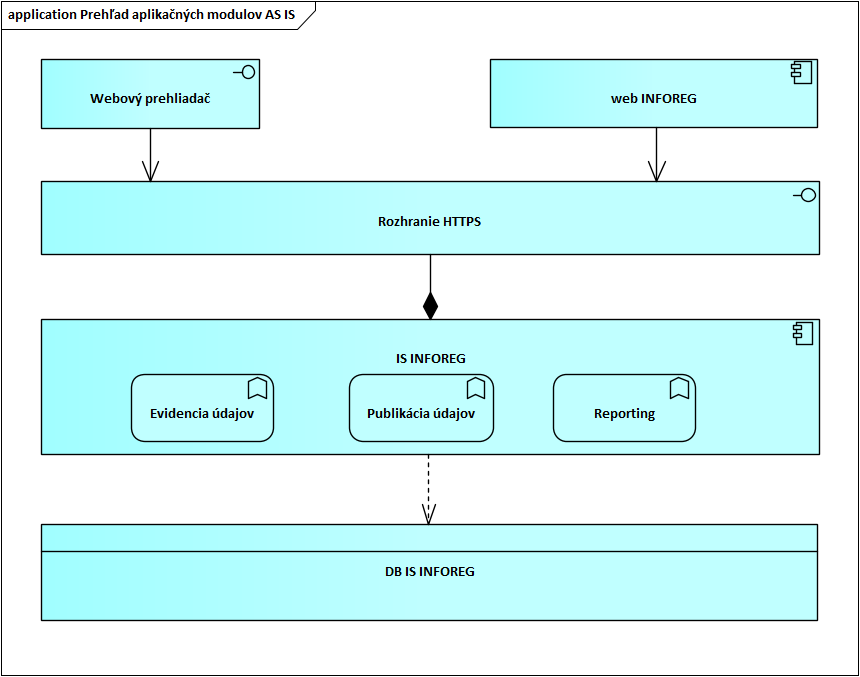 application Prehľad aplikačných modulov AS IS
Webový prehliadač
web INFOREG
Rozhranie HTTPS
IS INFOREG
Evidencia údajov
Publikácia údajov
Reporting
DB IS INFOREG